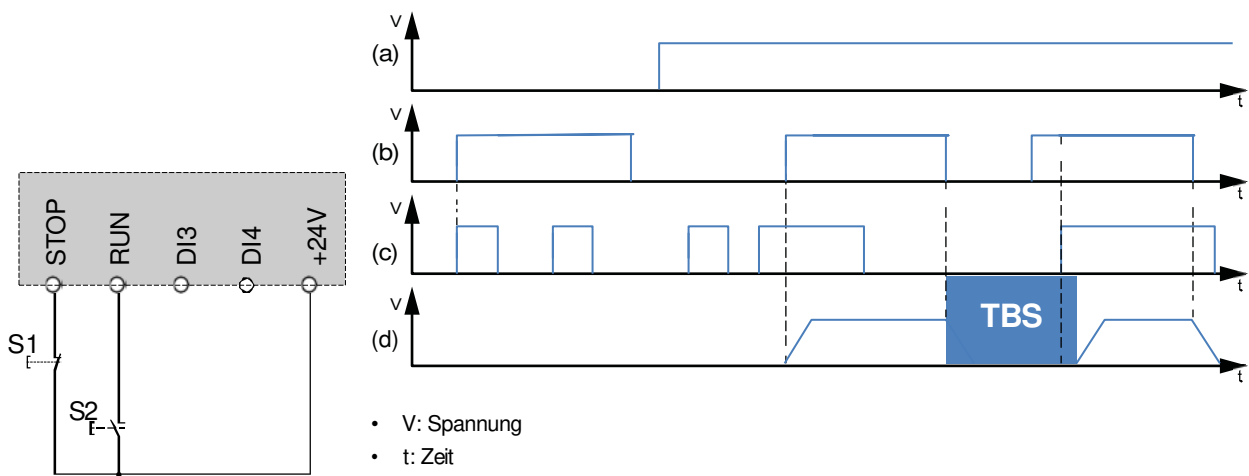 STOP
RUN
DI3
DI4
+24V
S1
S2
V
(a)
t
V
(b)
t
V
(c)
t
V
TBS
(d)
t
• V: Spannung
• t: Zeit